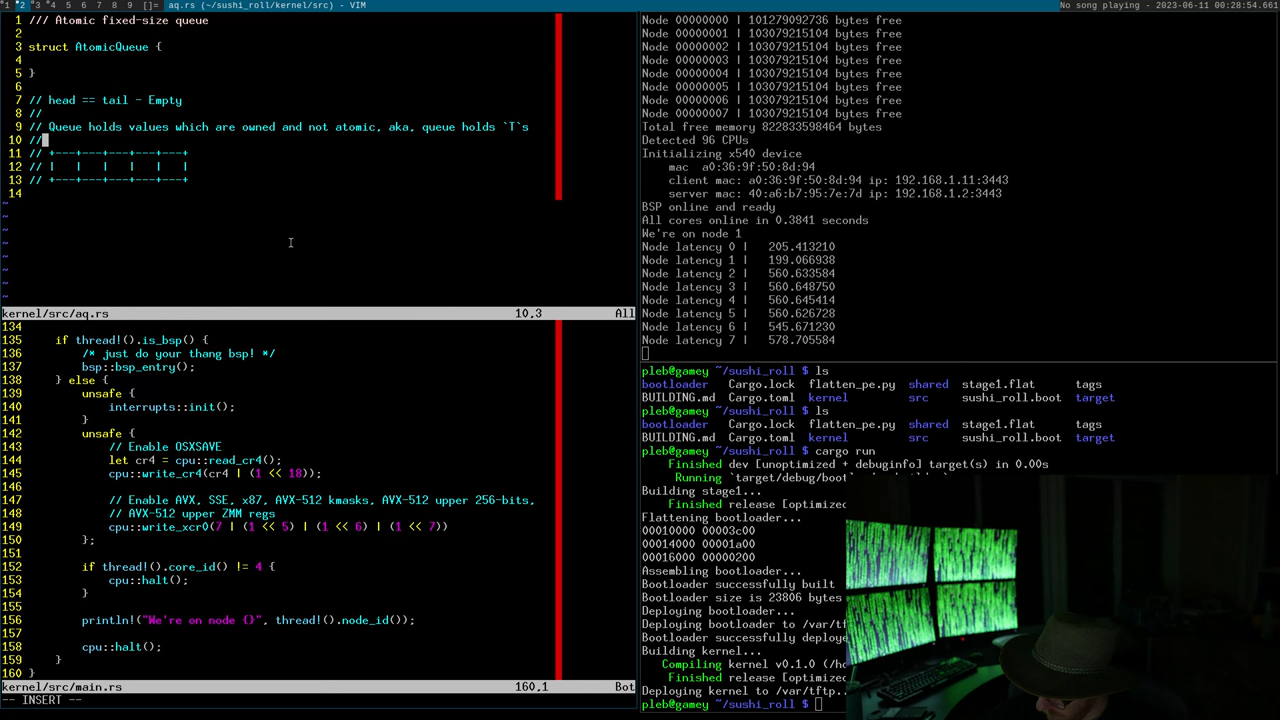 1 2 3 4 5 6 7 8 9 []= aq.rs (~/sushi_roll/kernel/src) - VIM
No song playing - 2023-06-11 00:28:54.661
1 /// Atomic fixed-size queue
2
3 struct AtomicQueue {
4
5 }
6
7 // head == tail - Empty
8 //
9 // Queue holds values which are owned and not atomic, aka, queue holds `T`s
10 //
11 // +---+---+---+---+---+
12 // |   |   |   |   |   |
13 // +---+---+---+---+---+
14
~
~
~
~
~
~
~
~
kernel/src/aq.rs 10,3 All
134
135 if thread!().is_bsp() {
136 /* just do your thang bsp! */
137 bsp::bsp_entry();
138 } else {
139 unsafe {
140 interrupts::init();
141 }
142 unsafe {
143 // Enable OSXSAVE
144 let cr4 = cpu::read_cr4();
145 cpu::write_cr4(cr4 | (1 << 18));
146
147 // Enable AVX, SSE, x87, AVX-512 kmasks, AVX-512 upper 256-bits,
148 // AVX-512 upper ZMM regs
149 cpu::write_xcr0(7 | (1 << 5) | (1 << 6) | (1 << 7))
150 };
151
152 if thread!().core_id() != 4 {
153 cpu::halt();
154 }
155
156 println!("We're on node {}", thread!().node_id());
157
158 cpu::halt();
159 }
160 }
kernel/src/main.rs 160,1 Bot
-- INSERT --
Node 00000000 | 101279092736 bytes free
Node 00000001 | 103079215104 bytes free
Node 00000002 | 103079215104 bytes free
Node 00000003 | 103079215104 bytes free
Node 00000004 | 103079215104 bytes free
Node 00000005 | 103079215104 bytes free
Node 00000006 | 103079215104 bytes free
Node 00000007 | 103079215104 bytes free
Total free memory 822833598464 bytes
Detected 96 CPUs
Initializing x540 device
mac a0:36:9f:50:8d:94
client mac: a0:36:9f:50:8d:94 ip: 192.168.1.11:3443
server mac: 40:a6:b7:95:7e:7d ip: 192.168.1.2:3443
BSP online and ready
All cores online in 0.3841 seconds
We're on node 1
Node latency 0 | 205.413210
Node latency 1 | 199.066938
Node latency 2 | 560.633584
Node latency 3 | 560.648750
Node latency 4 | 560.645414
Node latency 5 | 560.626728
Node latency 6 | 545.671230
Node latency 7 | 578.705584
pleb@gamey ~/sushi_roll $ ls
bootloader Cargo.lock flatten_pe.py shared stage1.flat tags
BUILDING.md Cargo.toml kernel src sushi_roll.boot target
pleb@gamey ~/sushi_roll $ ls
bootloader Cargo.lock flatten_pe.py shared stage1.flat tags
BUILDING.md Cargo.toml kernel src sushi_roll.boot target
pleb@gamey ~/sushi_roll $ cargo run
Finished dev [unoptimized + debuginfo] target(s) in 0.00s
Running `target/debug/boot
Building stage1...
Finished release [optimized
Flattening bootloader...
00010000 00003c00
00014000 00001a00
00016000 00000200
Assembling bootloader...
Bootloader successfully built
Bootloader size is 23806 bytes
Deploying bootloader...
Deploying bootloader to /var/tf
Bootloader successfully deploye
Building kernel...
Compiling kernel v0.1.0 (/ho
Finished release [optimized
Deploying kernel to /var/tftp
pleb@gamey ~/sushi_roll $